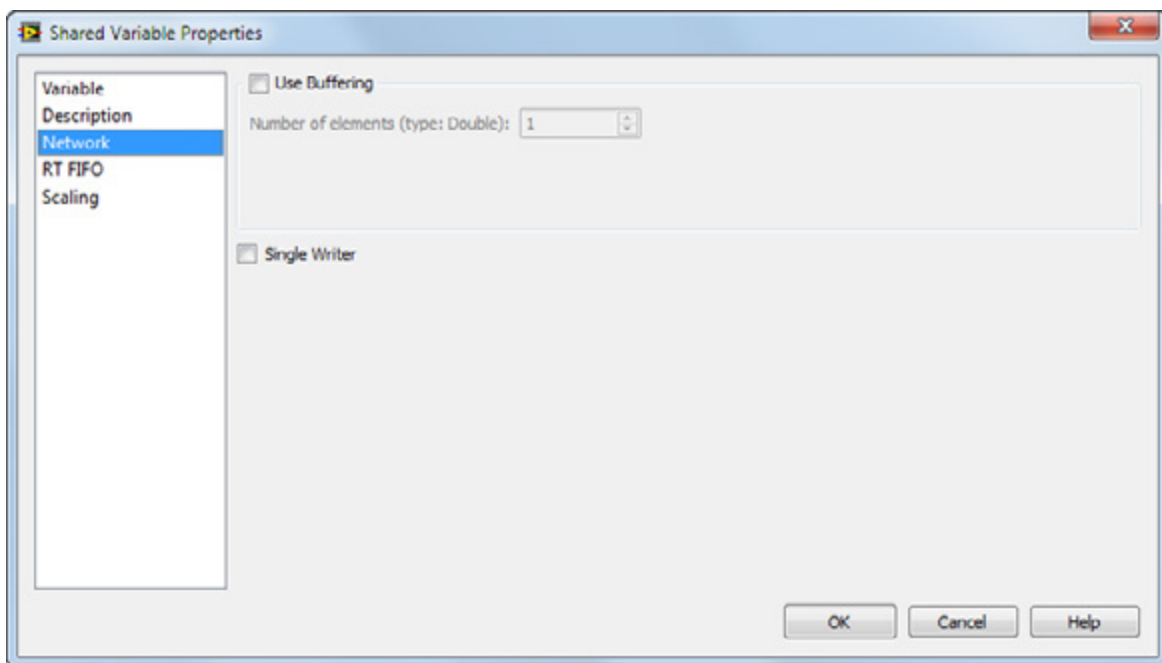 Shared Variable Properties
Variable
Description
Network
RT FIFO
Scaling
Use Buffering
Number of elements (type: Double): 1
Single Writer
OK Cancel Help